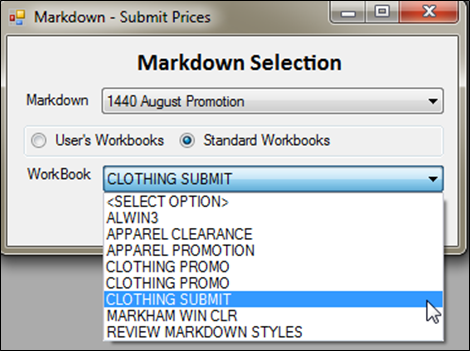 Markdown - Submit Prices
Markdown Selection
Markdown 1440 August Promotion
User's Workbooks Standard Workbooks
WorkBook CLOTHING SUBMIT
<SELECT OPTION>
ALWIN3
APPAREL CLEARANCE
APPAREL PROMOTION
CLOTHING PROMO
CLOTHING PROMO
CLOTHING SUBMIT
MARKHAM WIN CLR
REVIEW MARKDOWN STYLES